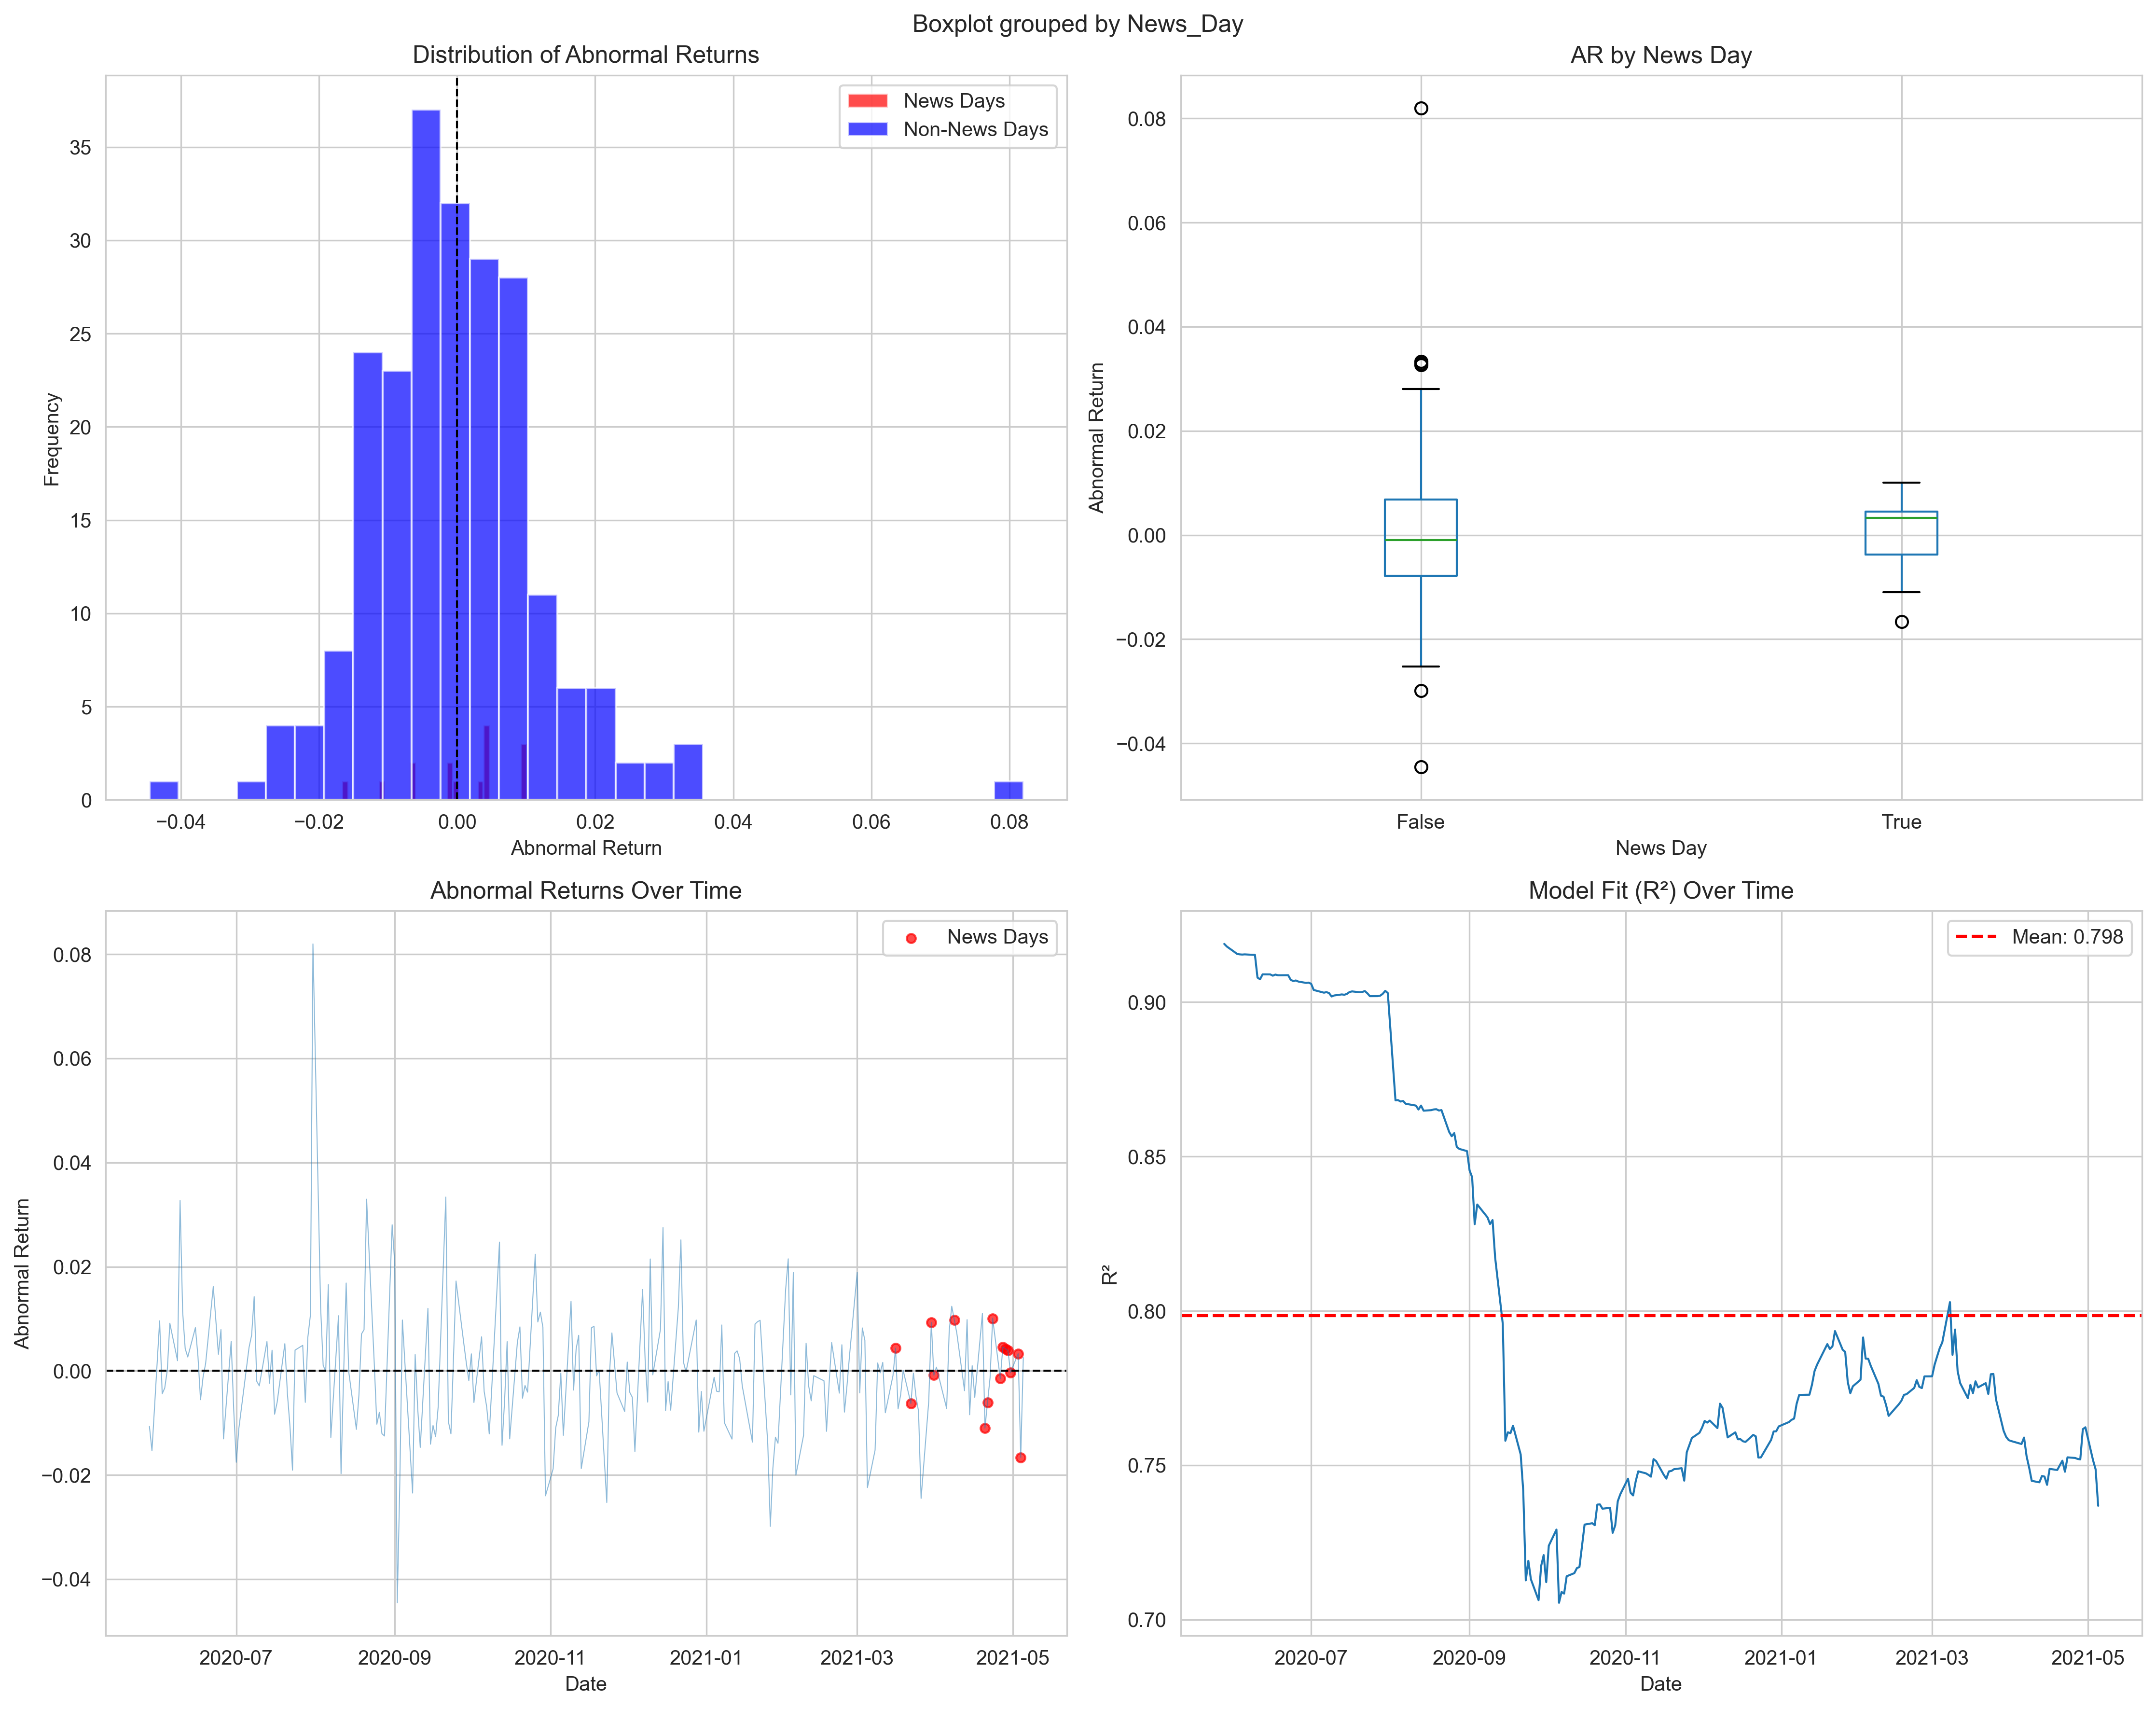 Boxplot grouped by News_Day
Distribution of Abnormal Returns
News Days
Non-News Days
35
30
25
20
15
10
5
0
Frequency
−0.04 −0.02 0.00 0.02 0.04 0.06 0.08
Abnormal Return
AR by News Day
0.08
0.06
0.04
0.02
0.00
−0.02
−0.04
Abnormal Return
False True
News Day
Abnormal Returns Over Time
News Days
0.08
0.06
0.04
0.02
0.00
−0.02
−0.04
Abnormal Return
2020-07 2020-09 2020-11 2021-01 2021-03 2021-05
Date
Model Fit (R²) Over Time
Mean: 0.798
0.90
0.85
0.80
0.75
0.70
R²
2020-07 2020-09 2020-11 2021-01 2021-03 2021-05
Date